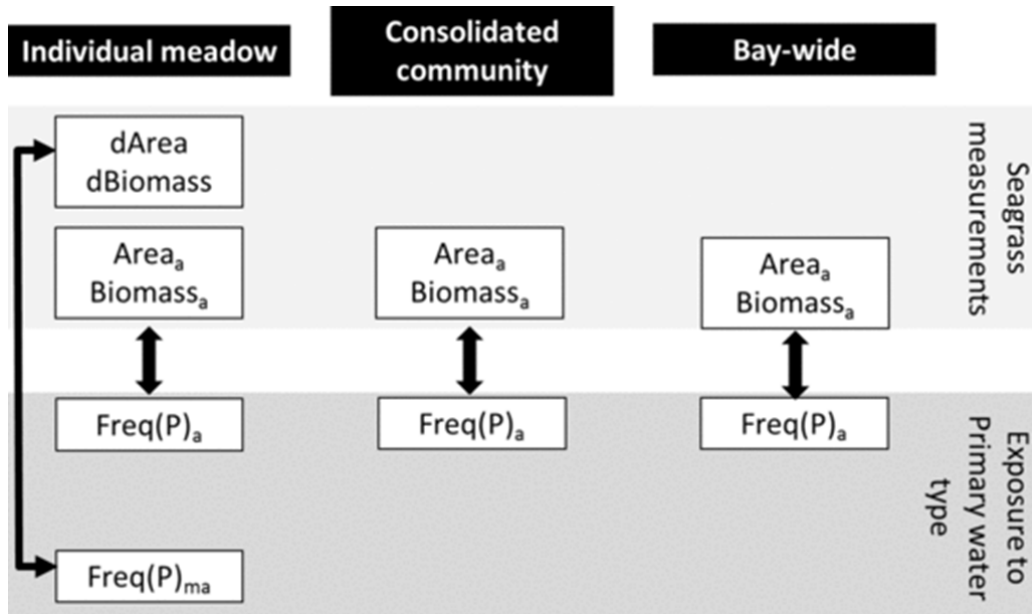 Individual meadow
Consolidated
community
Bay-wide
dArea
dBiomass
Areaₐ
Biomassₐ
Areaₐ
Biomassₐ
Areaₐ
Biomassₐ
Seagrass
measurements
Freq(P)ₐ
Freq(P)ₐ
Freq(P)ₐ
Freq(P)ₘₐ
Exposure to
Primary water
type